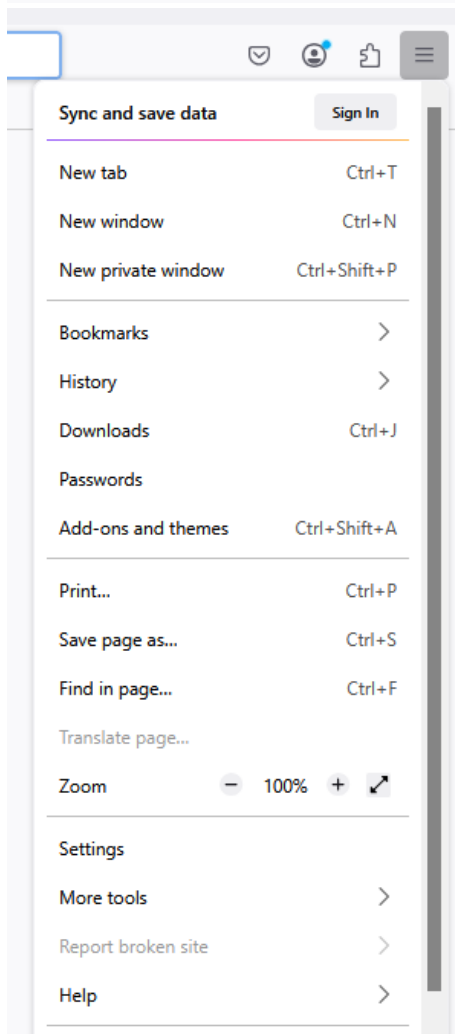 Sync and save data Sign In
New tab Ctrl+T
New window Ctrl+N
New private window Ctrl+Shift+P
Bookmarks
History
Downloads Ctrl+J
Passwords
Add-ons and themes Ctrl+Shift+A
Print... Ctrl+P
Save page as... Ctrl+S
Find in page... Ctrl+F
Translate page...
Zoom − 100% +
Settings
More tools
Report broken site
Help